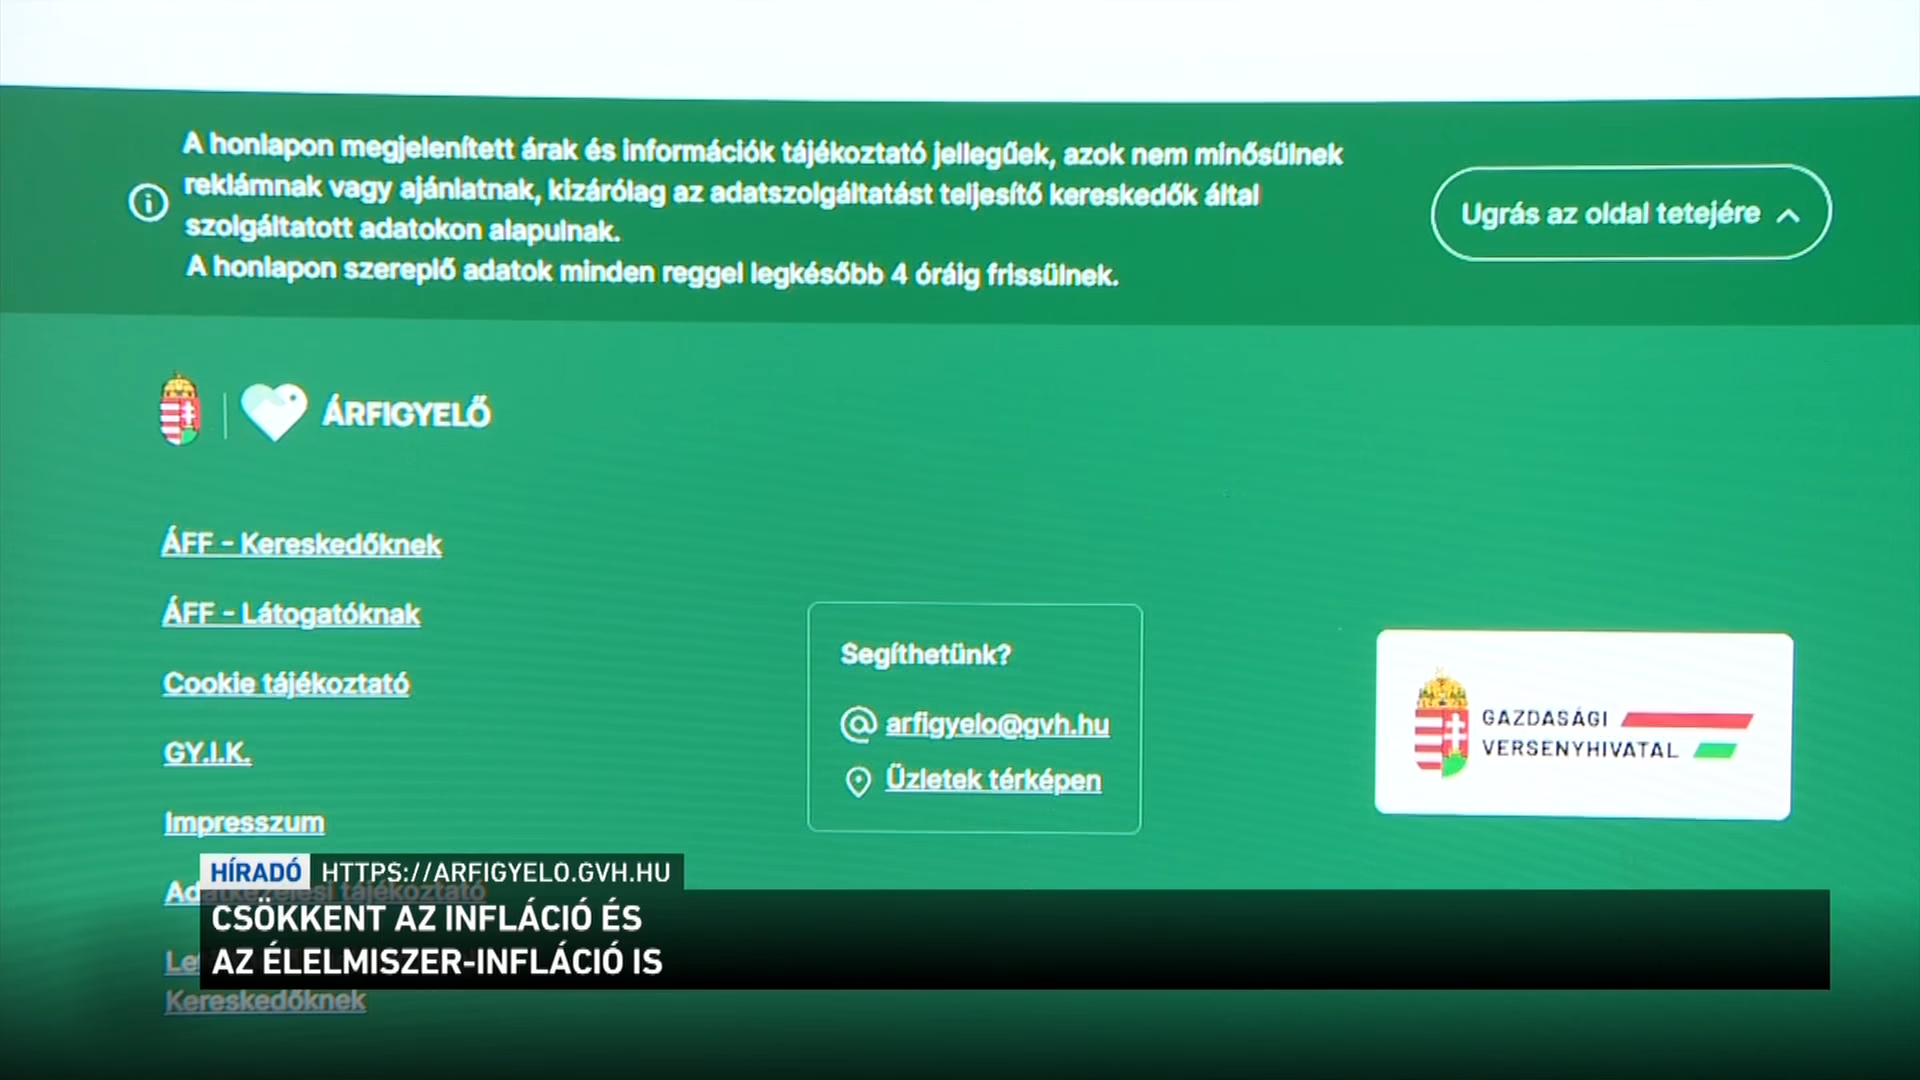 A honlapon megjelenített árak és információk tájékoztató jellegűek, azok nem minősülnek
reklámnak vagy ajánlatnak, kizárólag az adatszolgáltatást teljesítő kereskedők által
szolgáltatott adatokon alapulnak.
A honlapon szereplő adatok minden reggel legkésőbb 4 óráig frissülnek.
Ugrás az oldal tetejére
ÁRFIGYELŐ
ÁFF - Kereskedőknek
ÁFF - Látogatóknak
Cookie tájékoztató
GY.I.K.
Impresszum
Adatkezelési tájékoztató
Kereskedőknek
Segíthetünk?
arfigyelo@gvh.hu
Üzletek térképen
GAZDASÁGI
VERSENYHIVATAL
HÍRADÓ HTTPS://ARFIGYELO.GVH.HU
CSÖKKENT AZ INFLÁCIÓ ÉS
AZ ÉLELMISZER-INFLÁCIÓ IS